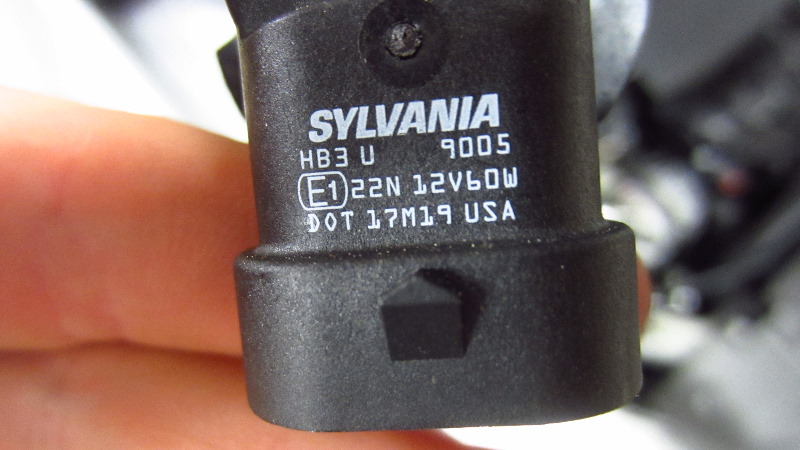 SYLVANIA
HB3 U 9005
E1 22N 12V60W
DOT 17M19 USA